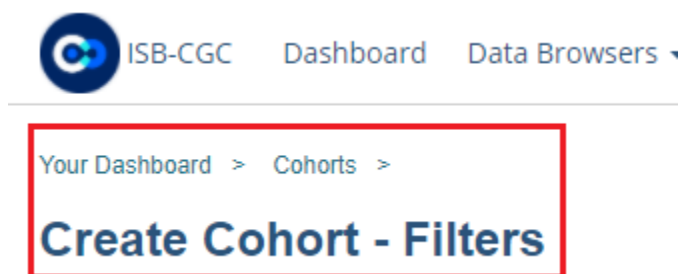 ISB-CGC Dashboard Data Browsers
Your Dashboard > Cohorts >
Create Cohort - Filters